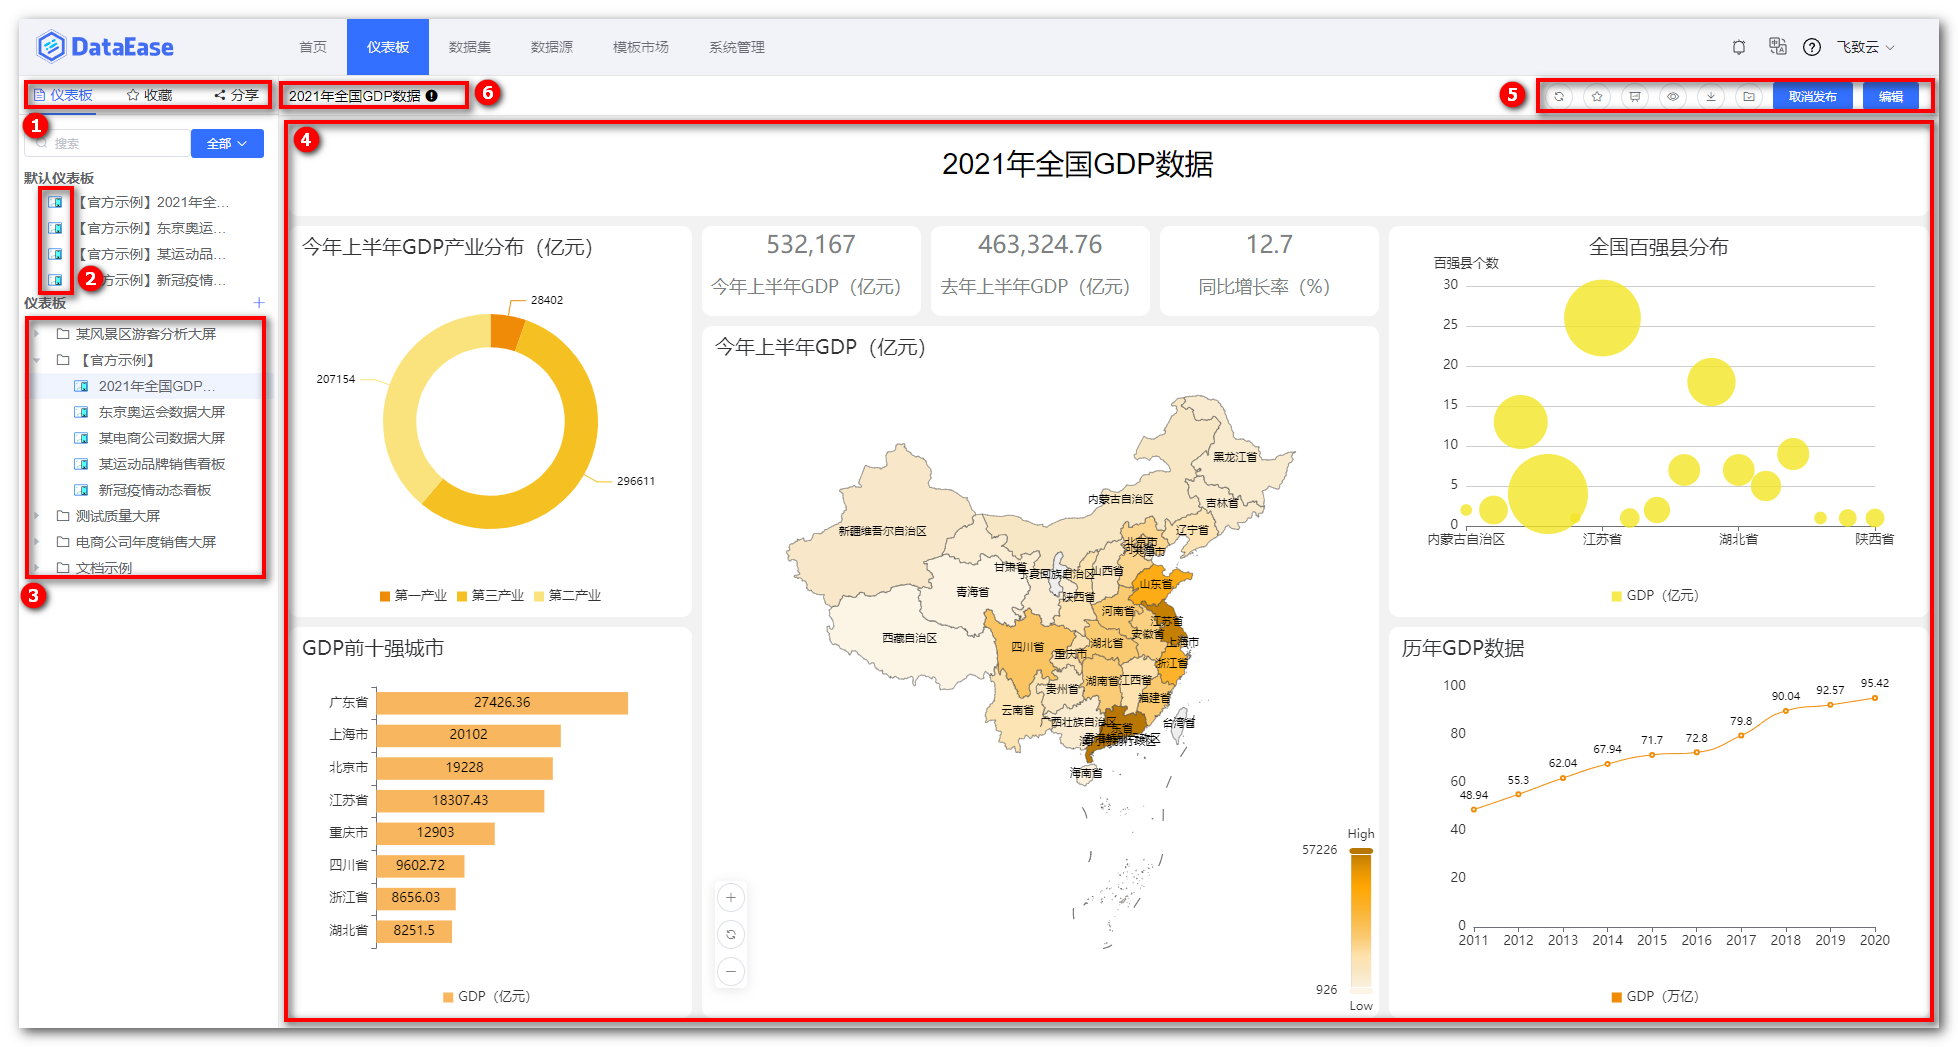 DataEase
首页
仪表板
数据集
数据源
模板市场
系统管理
飞致云
仪表板
收藏
分享
1
搜索
全部
默认仪表板
【官方示例】2021年全...
【官方示例】东京奥运...
【官方示例】某运动品...
官方示例】新冠疫情...
2
仪表板
某风景区游客分析大屏
【官方示例】
2021年全国GDP...
东京奥运会数据大屏
某电商公司数据大屏
某运动品牌销售看板
新冠疫情动态看板
测试质量大屏
电商公司年度销售大屏
文档示例
3
2021年全国GDP数据
6
5
取消发布
编辑
4
2021年全国GDP数据
今年上半年GDP产业分布（亿元）
28402
207154
296611
第一产业
第三产业
第二产业
532,167
今年上半年GDP（亿元）
463,324.76
去年上半年GDP（亿元）
12.7
同比增长率（%）
全国百强县分布
百强县个数
30
25
20
15
10
5
0
内蒙古自治区
江苏省
湖北省
陕西省
GDP（亿元）
今年上半年GDP（亿元）
黑龙江省
内蒙古自治区
吉林省
新疆维吾尔自治区
辽宁省
北京市
天津市
甘肃省
宁夏回族自治区
山西省
山东省
青海省
陕西省
河南省
江苏省
西藏自治区
安徽省
上海市
四川省
湖北省
重庆市
浙江省
湖南省
江西省
贵州省
福建省
云南省
广西壮族自治区
台湾省
海南省
High
57226
926
Low
GDP前十强城市
广东省
27426.36
上海市
20102
北京市
19228
江苏省
18307.43
重庆市
12903
四川省
9602.72
浙江省
8656.03
湖北省
8251.5
GDP（亿元）
历年GDP数据
100
80
60
40
20
0
48.94
55.3
62.04
67.94
71.7
72.8
79.8
90.04
92.57
95.42
2011
2012
2013
2014
2015
2016
2017
2018
2019
2020
GDP（万亿）